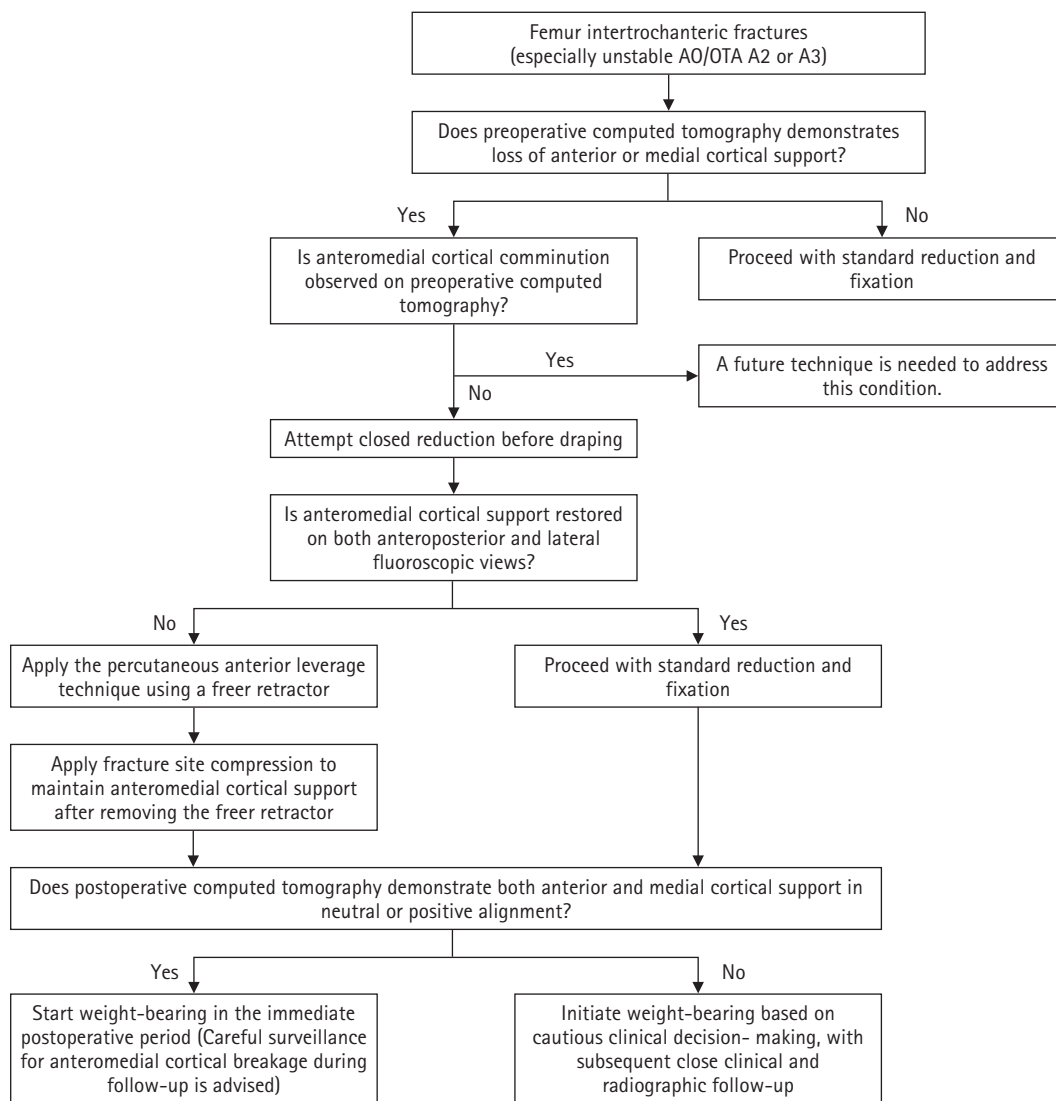 Femur intertrochanteric fractures
(especially unstable AO/OTA A2 or A3)
Does preoperative computed tomography demonstrates
loss of anterior or medial cortical support?
Yes
No
Is anteromedial cortical comminution
observed on preoperative computed
tomography?
Proceed with standard reduction and
fixation
Yes
A future technique is needed to address
this condition.
No
Attempt closed reduction before draping
Is anteromedial cortical support restored
on both anteroposterior and lateral
fluoroscopic views?
No
Yes
Apply the percutaneous anterior leverage
technique using a freer retractor
Proceed with standard reduction and
fixation
Apply fracture site compression to
maintain anteromedial cortical support
after removing the freer retractor
Does postoperative computed tomography demonstrate both anterior and medial cortical support in
neutral or positive alignment?
Yes
No
Start weight-bearing in the immediate
postoperative period (Careful surveillance
for anteromedial cortical breakage during
follow-up is advised)
Initiate weight-bearing based on
cautious clinical decision- making, with
subsequent close clinical and
radiographic follow-up